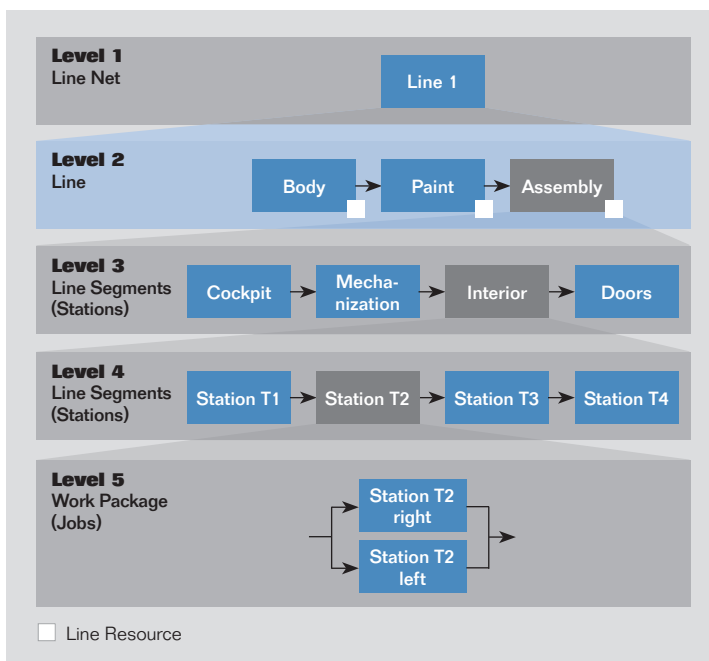 Level 1
Line Net
Line 1
Level 2
Line
Body
Paint
Assembly
Level 3
Line Segments
(Stations)
Cockpit
Mecha-
nization
Interior
Doors
Level 4
Line Segments
(Stations)
Station T1
Station T2
Station T3
Station T4
Level 5
Work Package
(Jobs)
Station T2
right
Station T2
left
Line Resource